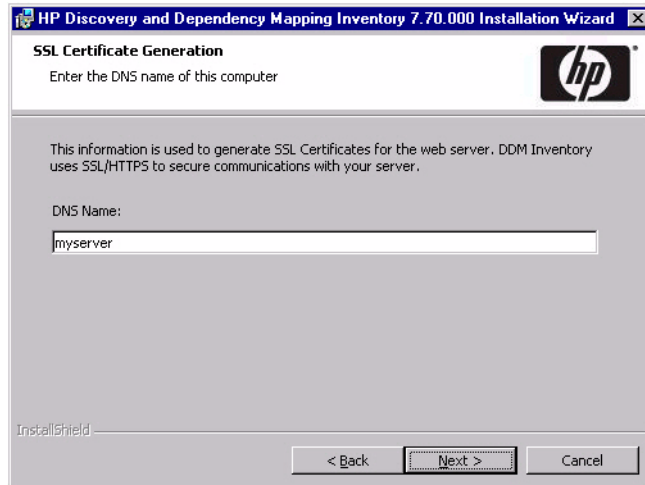 HP Discovery and Dependency Mapping Inventory 7.70.000 Installation Wizard
SSL Certificate Generation
Enter the DNS name of this computer
hp
This information is used to generate SSL Certificates for the web server. DDM Inventory
uses SSL/HTTPS to secure communications with your server.
DNS Name:
myserver
InstallShield
< Back
Next >
Cancel